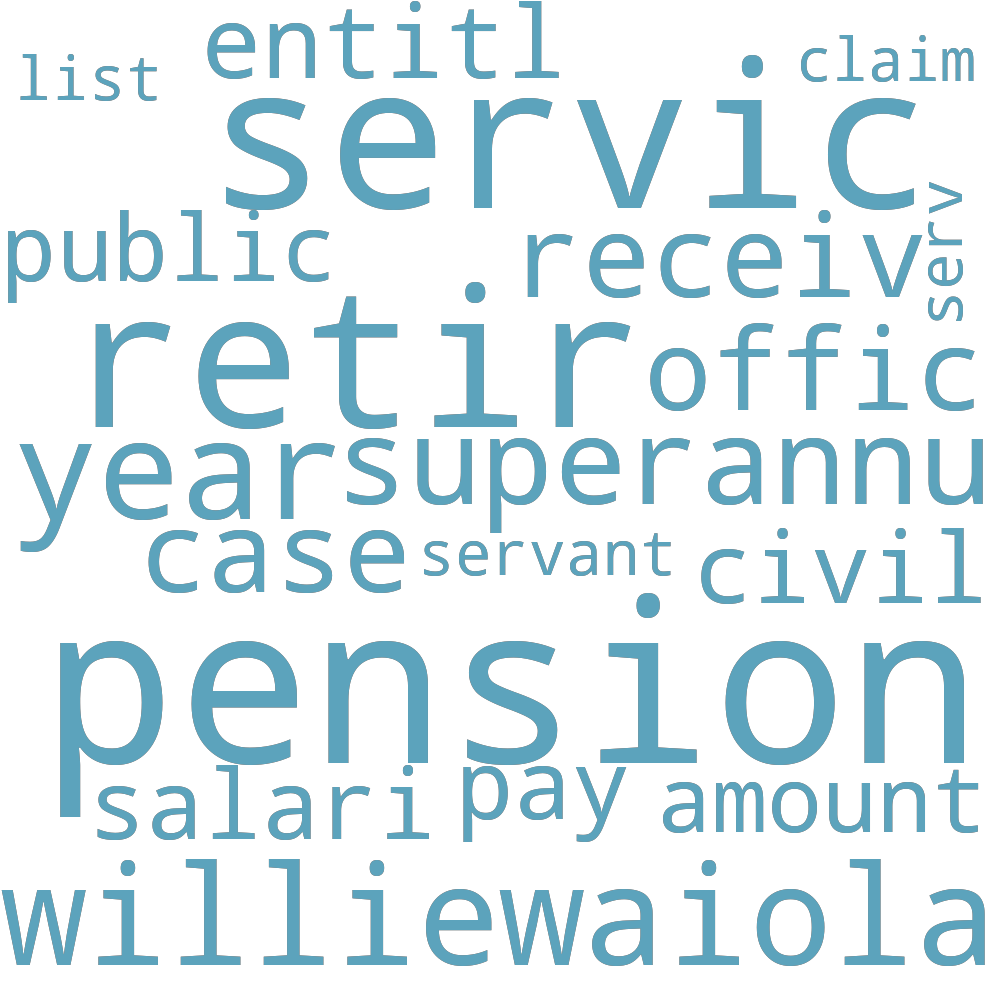 entitl
list
claim
servic
serv
public
receiv
retir
offic
year
superannu
case
servant
civil
pension
salari
pay
amount
williewaiola